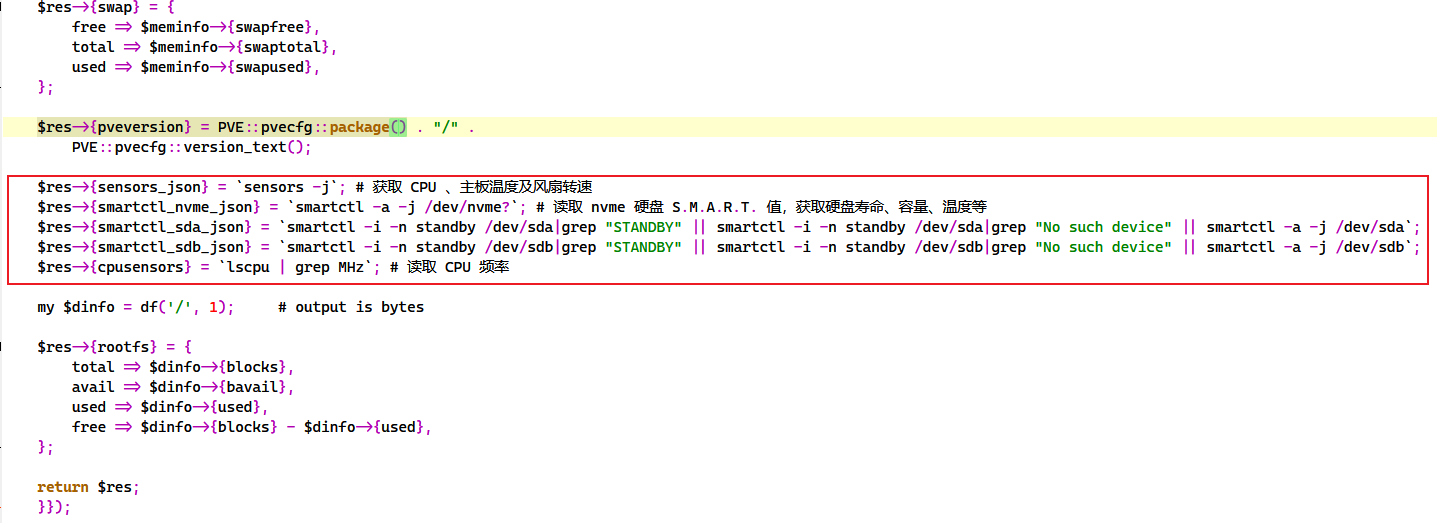 $res->{swap} = {
    free => $meminfo->{swapfree},
    total => $meminfo->{swaptotal},
    used => $meminfo->{swapused},
};
$res->{pveversion} = PVE::pvecfg::package() . "/" .
    PVE::pvecfg::version_text();
$res->{sensors_json} = `sensors -j`; # 获取 CPU 、主板温度及风扇转速
$res->{smartctl_nvme_json} = `smartctl -a -j /dev/nvme?`; # 读取 nvme 硬盘 S.M.A.R.T. 值，获取硬盘寿命、容量、温度等
$res->{smartctl_sda_json} = `smartctl -i -n standby /dev/sda|grep "STANDBY" || smartctl -i -n standby /dev/sda|grep "No such device" || smartctl -a -j /dev/sda`;
$res->{smartctl_sdb_json} = `smartctl -i -n standby /dev/sdb|grep "STANDBY" || smartctl -i -n standby /dev/sdb|grep "No such device" || smartctl -a -j /dev/sdb`;
$res->{cpusensors} = `lscpu | grep MHz`; # 读取 CPU 频率
my $dinfo = df('/', 1);     # output is bytes
$res->{rootfs} = {
    total => $dinfo->{blocks},
    avail => $dinfo->{bavail},
    used => $dinfo->{used},
    free => $dinfo->{blocks} - $dinfo->{used},
};
return $res;
}});